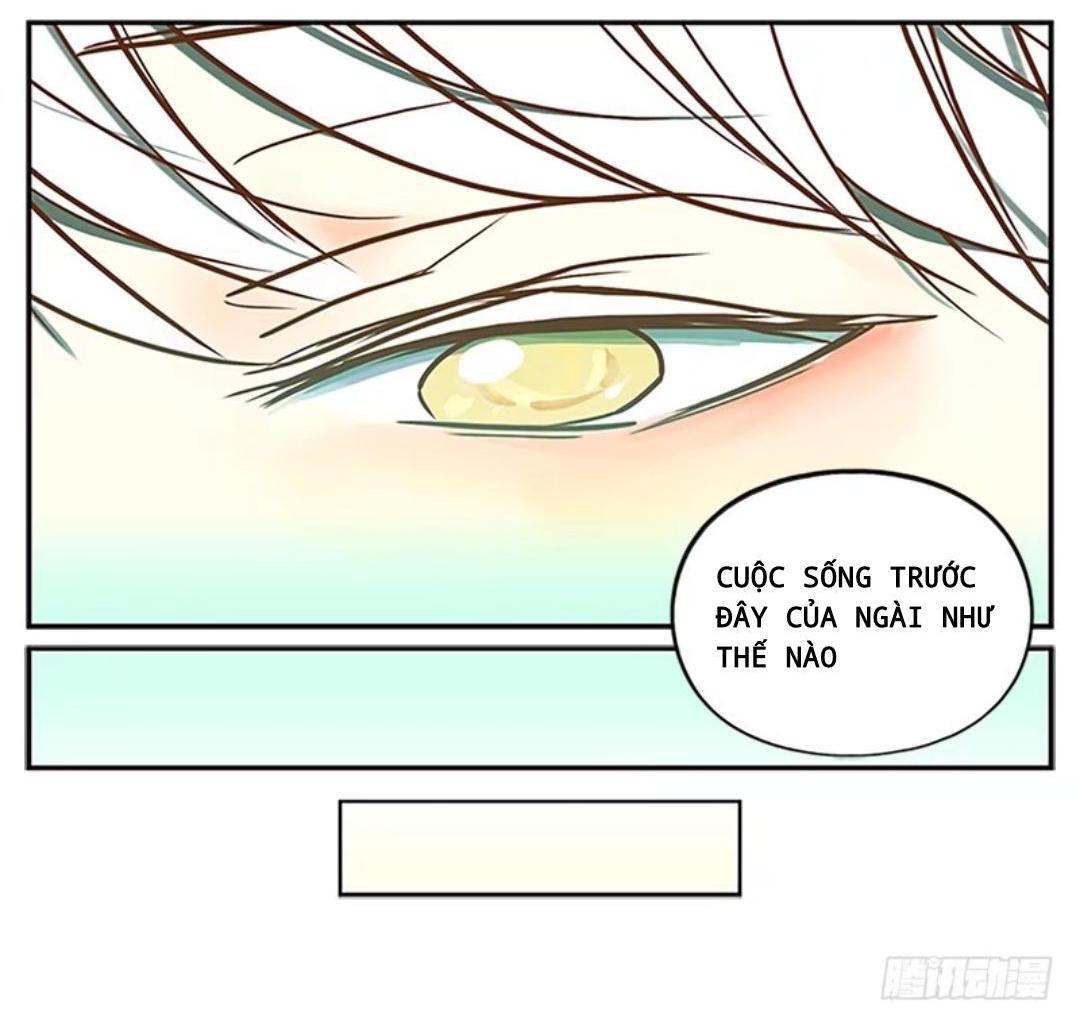 CUỘC SỐNG TRƯỚC
ĐÂY CỦA NGÀI NHƯ
THẾ NÀO
腾讯动漫